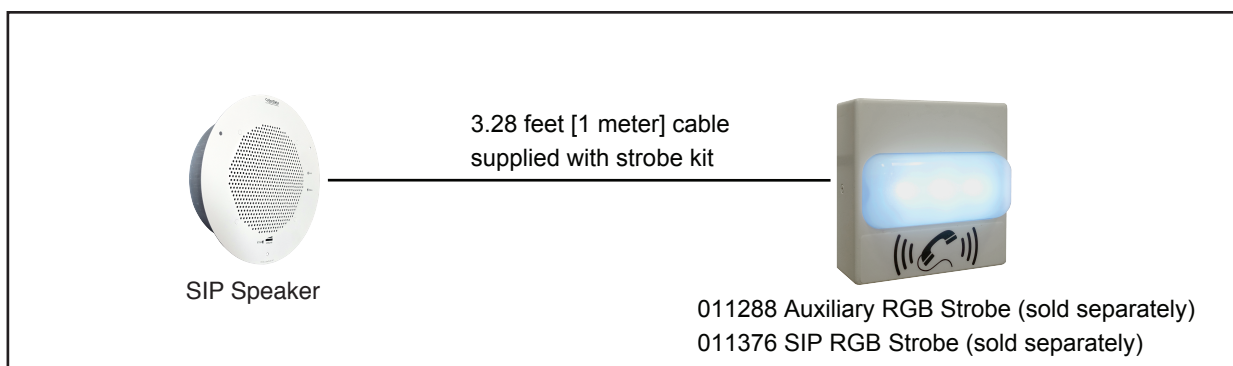 3.28 feet [1 meter] cable
supplied with strobe kit
SIP Speaker
011288 Auxiliary RGB Strobe (sold separately)
011376 SIP RGB Strobe (sold separately)